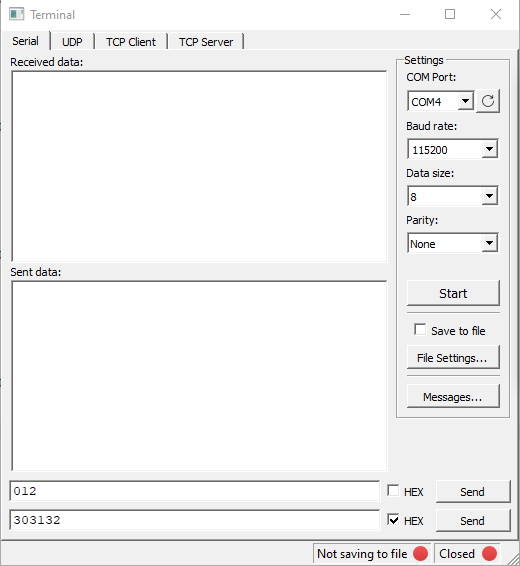 Terminal
Serial UDP TCP Client TCP Server
Received data:
Settings
COM Port:
COM4
Baud rate:
115200
Data size:
8
Parity:
None
Start
Save to file
File Settings...
Messages...
Sent data:
012 HEX Send
303132 HEX Send
Not saving to file Closed